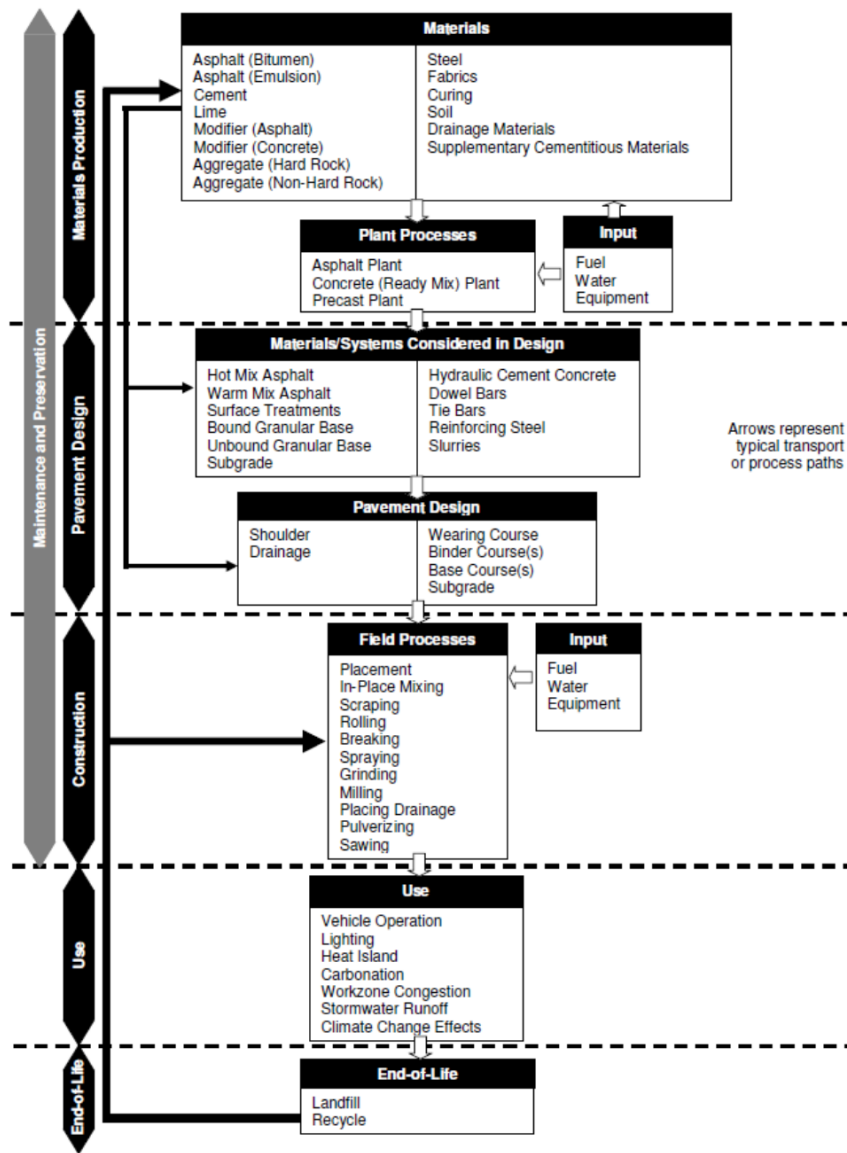 Materials
Asphalt (Bitumen)
Asphalt (Emulsion)
Cement
Lime
Modifier (Asphalt)
Modifier (Concrete)
Aggregate (Hard Rock)
Aggregate (Non-Hard Rock)
Steel
Fabrics
Curing
Soil
Drainage Materials
Supplementary Cementitious Materials
Plant Processes
Asphalt Plant
Concrete (Ready Mix) Plant
Precast Plant
Input
Fuel
Water
Equipment
Materials Production
Maintenance and Preservation
Materials/Systems Considered in Design
Hot Mix Asphalt
Warm Mix Asphalt
Surface Treatments
Bound Granular Base
Unbound Granular Base
Subgrade
Hydraulic Cement Concrete
Dowel Bars
Tie Bars
Reinforcing Steel
Slurries
Arrows represent
typical transport
or process paths
Pavement Design
Pavement Design
Shoulder
Drainage
Wearing Course
Binder Course(s)
Base Course(s)
Subgrade
Construction
Field Processes
Placement
In-Place Mixing
Scraping
Rolling
Breaking
Spraying
Grinding
Milling
Placing Drainage
Pulverizing
Sawing
Input
Fuel
Water
Equipment
Use
Use
Vehicle Operation
Lighting
Heat Island
Carbonation
Workzone Congestion
Stormwater Runoff
Climate Change Effects
End-of-Life
End-of-Life
Landfill
Recycle